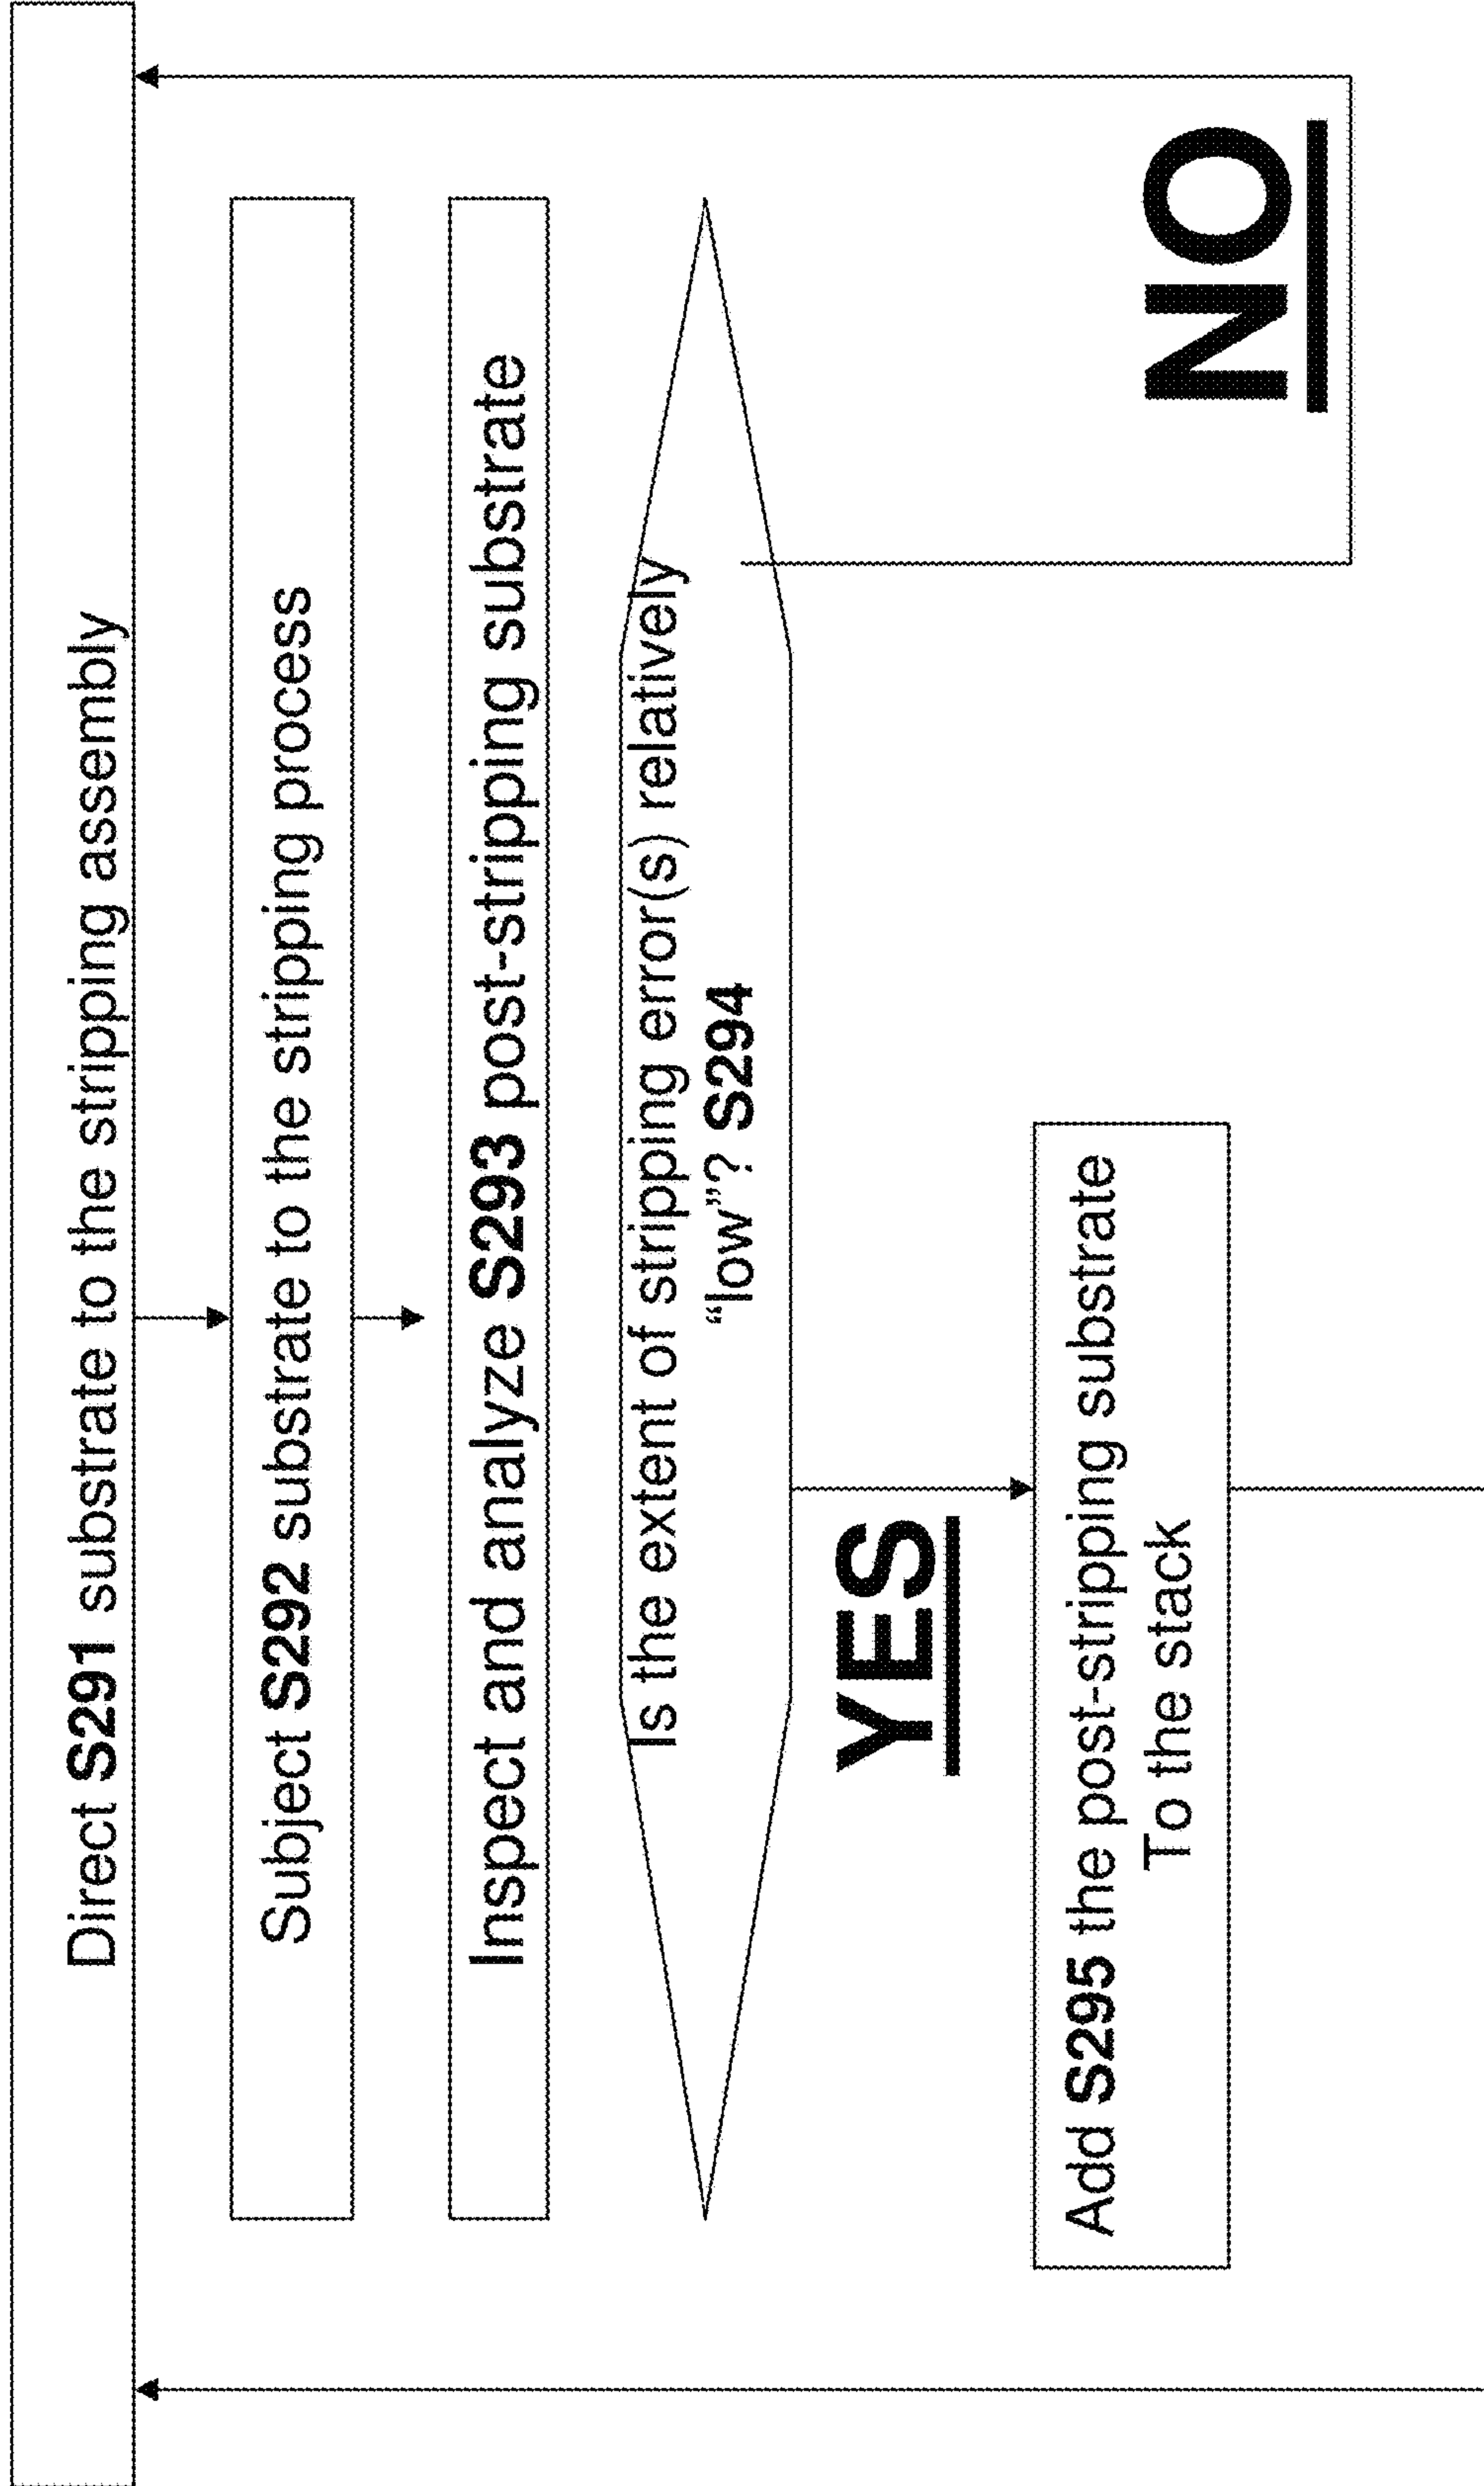 Direct S291 substrate to the stripping assembly
Subject S292 substrate to the stripping process
Inspect and analyze S293 post-stripping substrate
Is the extent of stripping error(s) relatively
“low”? S294
YES
NO
Add S295 the post-stripping substrate
To the stack